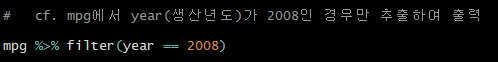 #   cf. mpg에서 year(생산년도)가 2008인 경우만 추출하여 출력
mpg %>% filter(year == 2008)